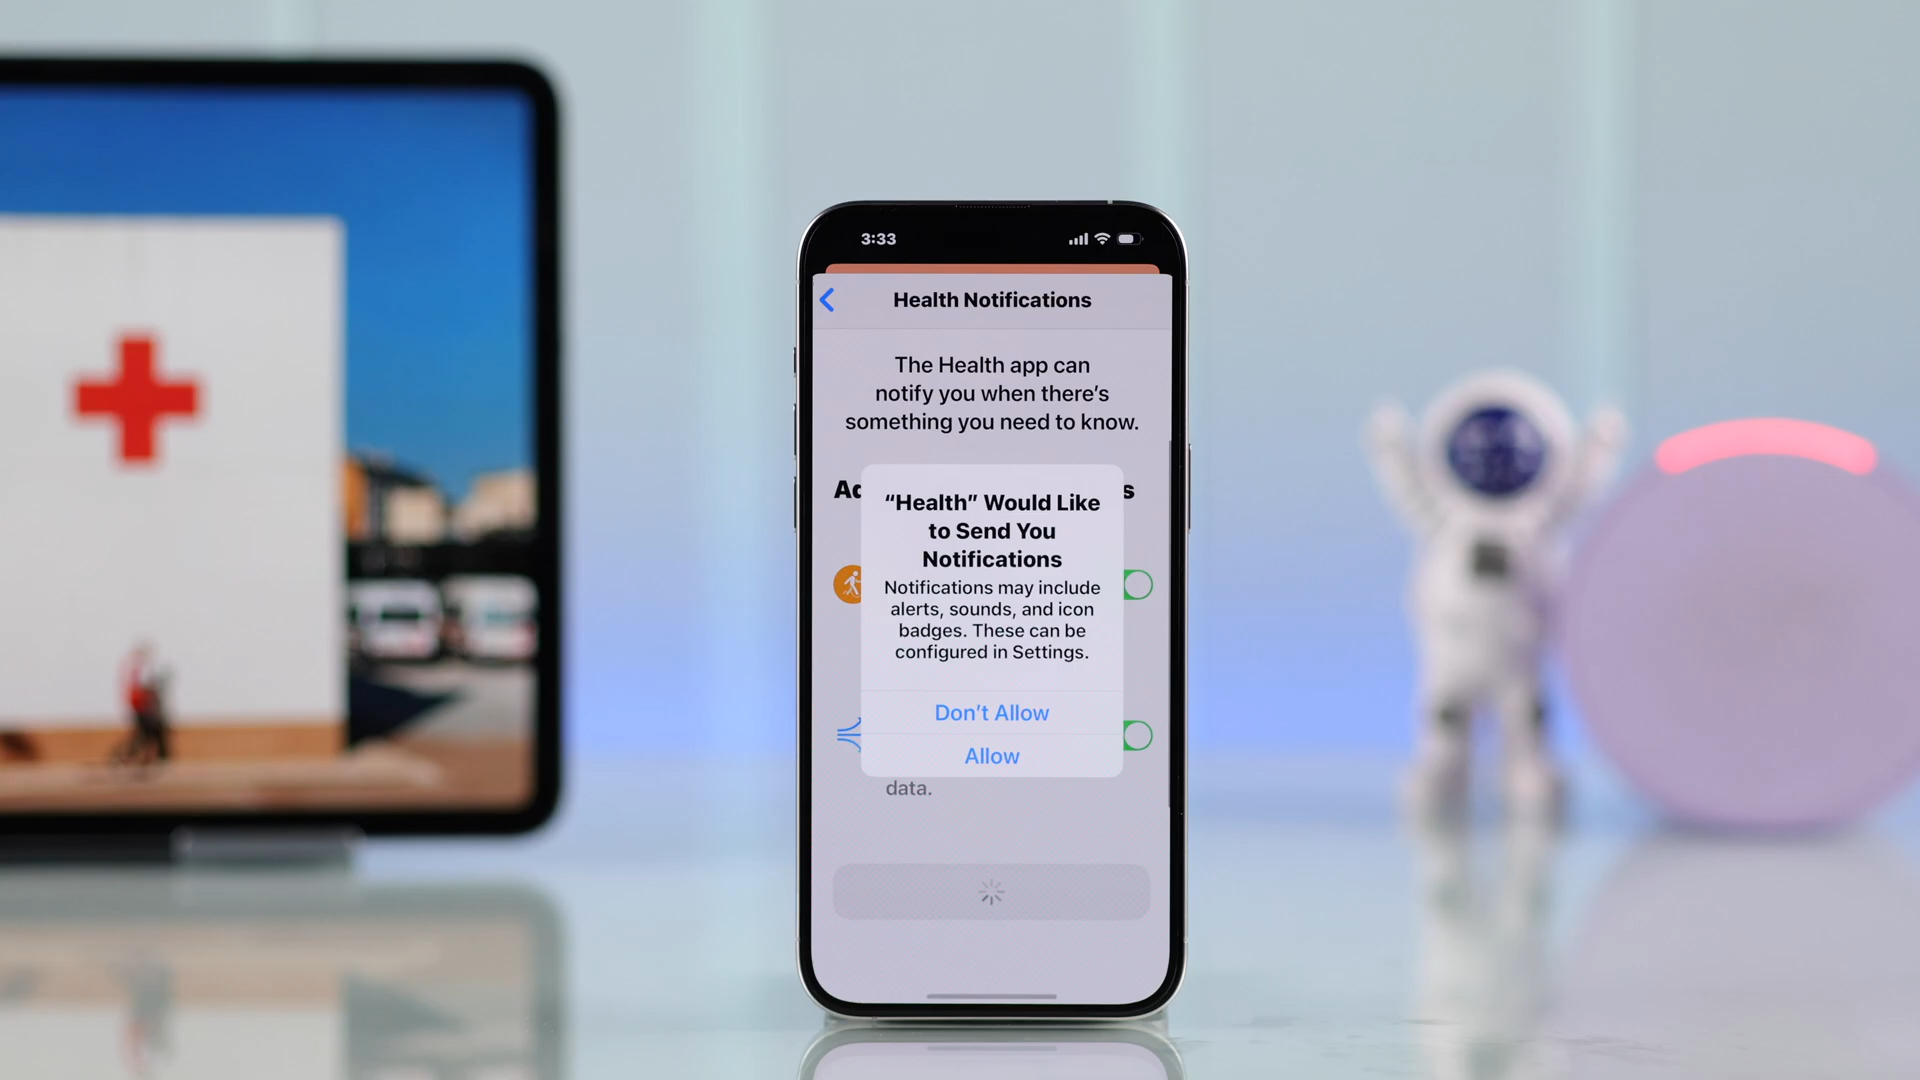 3:33
Health Notifications
The Health app can
notify you when there's
something you need to know.
“Health” Would Like
to Send You
Notifications
Notifications may include
alerts, sounds, and icon
badges. These can be
configured in Settings.
Don't Allow
Allow
data.